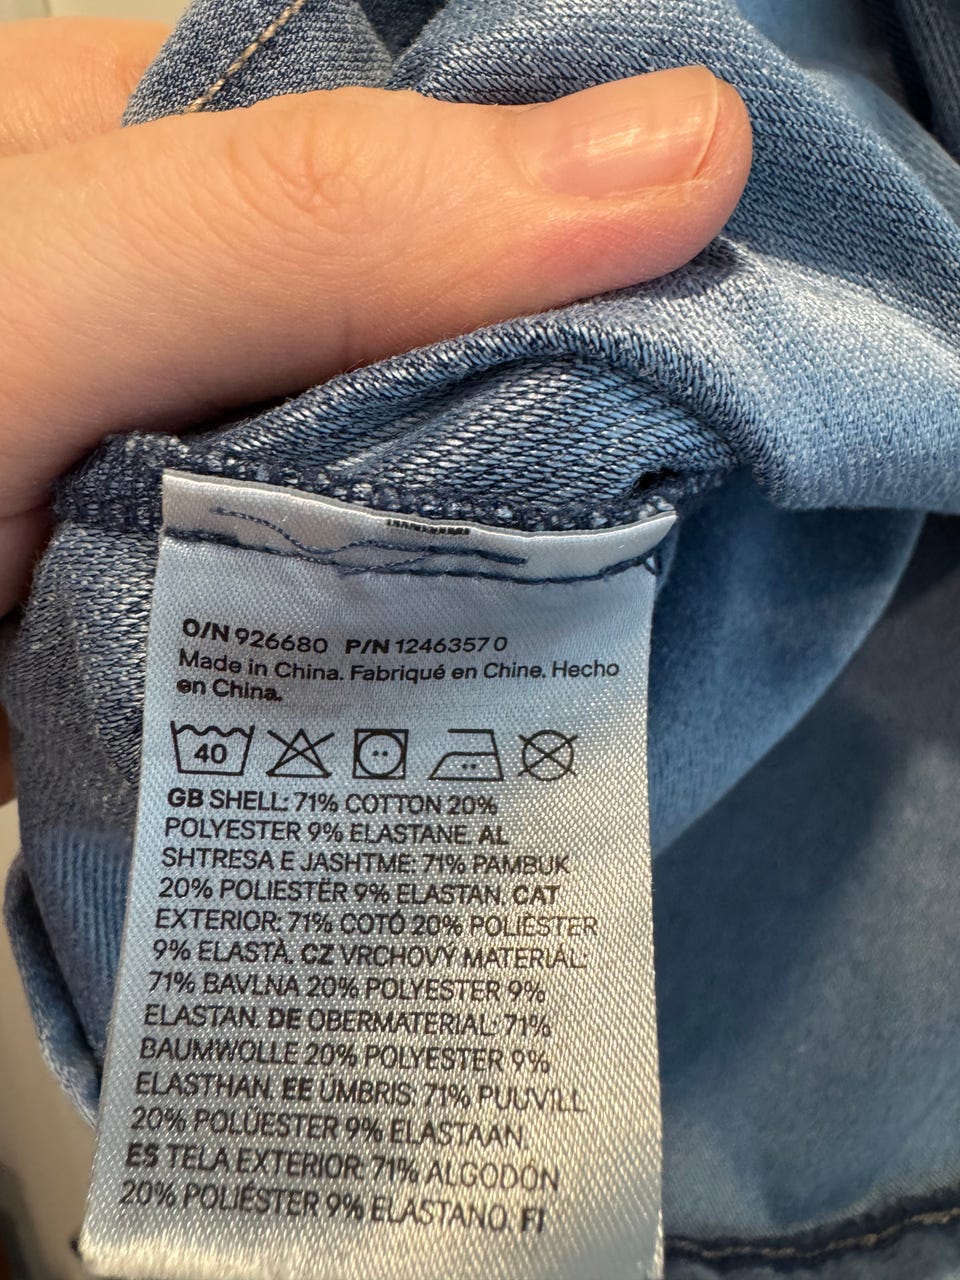 O/N 926680 P/N 12463570
Made in China. Fabriqué en Chine. Hecho
en China.
40
GB SHELL: 71% COTTON 20%
POLYESTER 9% ELASTANE. AL
SHTRESA E JASHTME: 71% PAMBUK
20% POLIESTËR 9% ELASTAN. CAT
EXTERIOR: 71% COTÓ 20% POLIÈSTER
9% ELASTÀ. CZ VRCHOVÝ MATERIÁL:
71% BAVLNA 20% POLYESTER 9%
ELASTAN. DE OBERMATERIAL: 71%
BAUMWOLLE 20% POLYESTER 9%
ELASTHAN. EE ÜMBRIS: 71% PUUVILL
20% POLÜESTER 9% ELASTAAN.
ES TELA EXTERIOR: 71% ALGODÓN
20% POLIÉSTER 9% ELASTANO. FI